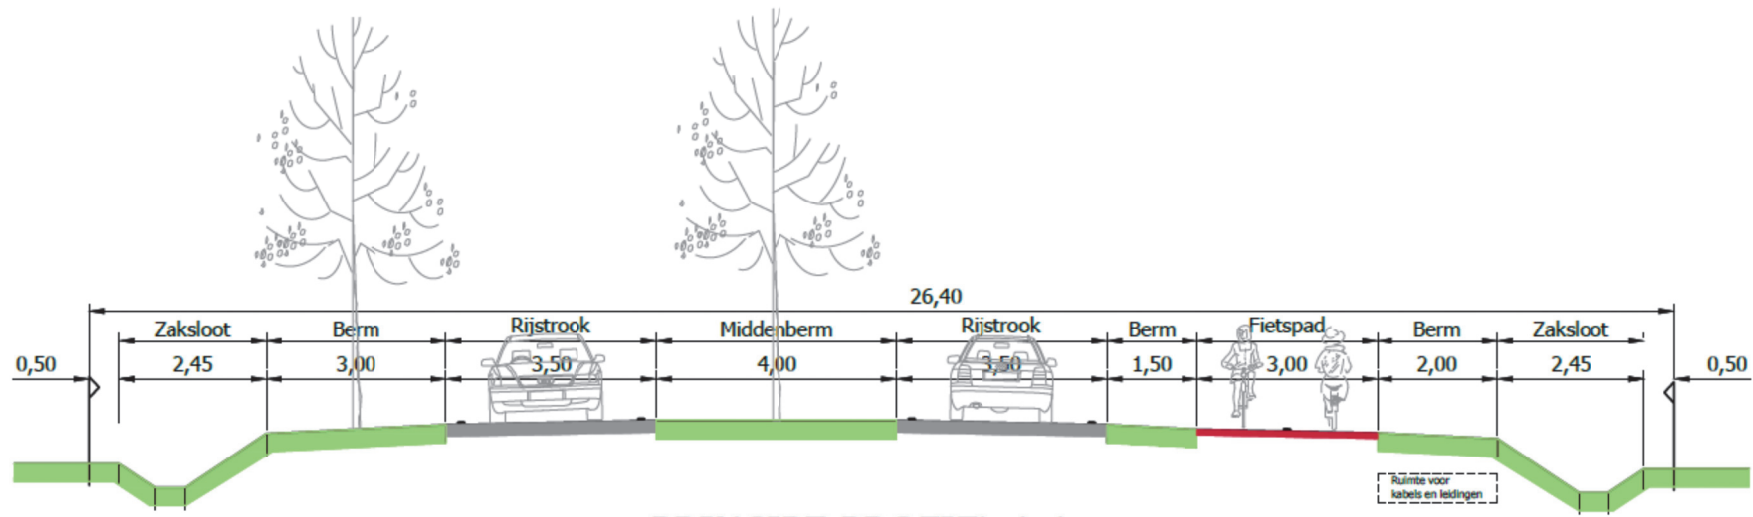 26,40
Zaksloot Berm Rijstrook Middenberm Rijstrook Berm Fietspad Berm Zaksloot
0,50 2,45 3,00 3,50 4,00 3,50 1,50 3,00 2,00 2,45 0,50
Ruimte voor
kabels en leidingen